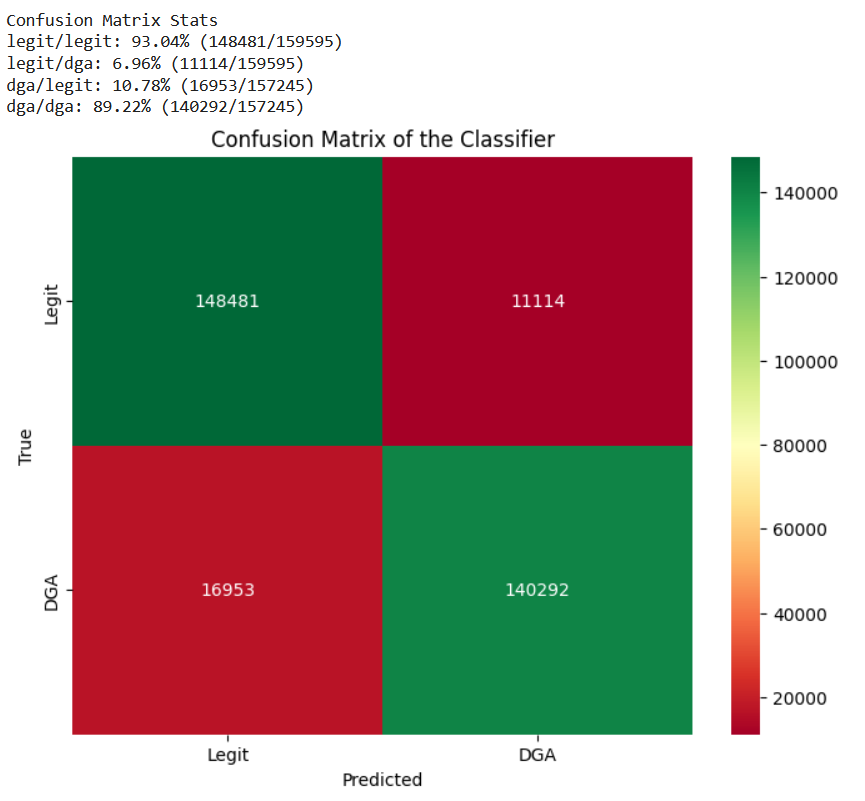 Confusion Matrix Stats
legit/legit: 93.04% (148481/159595)
legit/dga: 6.96% (11114/159595)
dga/legit: 10.78% (16953/157245)
dga/dga: 89.22% (140292/157245)
Confusion Matrix of the Classifier
True
Legit
148481
11114
DGA
16953
140292
Legit
DGA
Predicted
140000
120000
100000
80000
60000
40000
20000